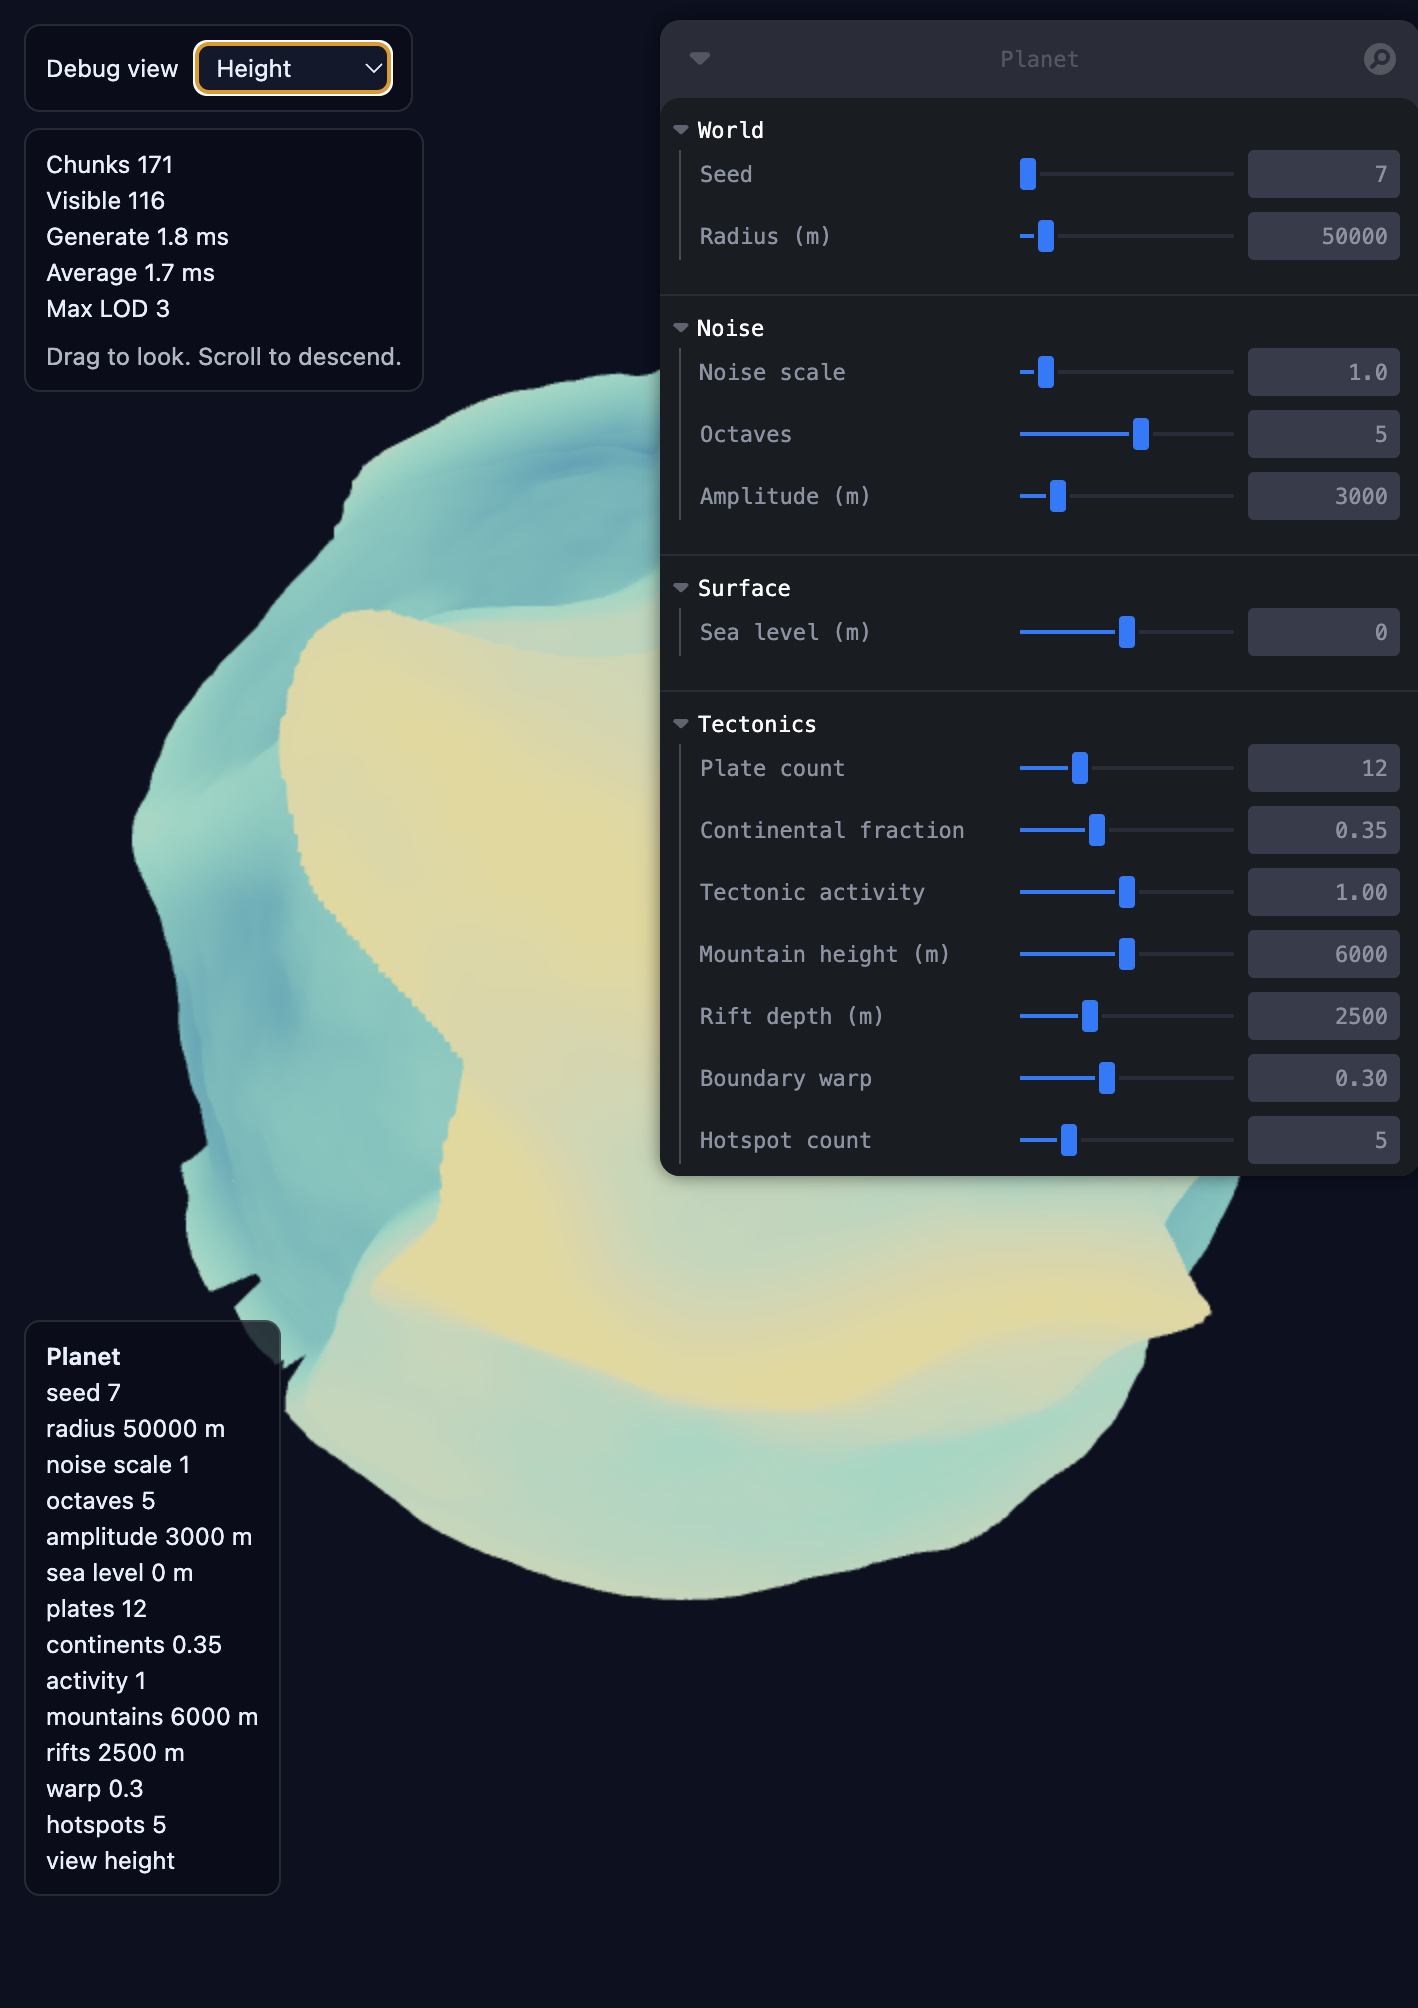 Debug view Height
Chunks 171
Visible 116
Generate 1.8 ms
Average 1.7 ms
Max LOD 3
Drag to look. Scroll to descend.
Planet
World
Seed 7
Radius (m) 50000
Noise
Noise scale 1.0
Octaves 5
Amplitude (m) 3000
Surface
Sea level (m) 0
Tectonics
Plate count 12
Continental fraction 0.35
Tectonic activity 1.00
Mountain height (m) 6000
Rift depth (m) 2500
Boundary warp 0.30
Hotspot count 5
Planet
seed 7
radius 50000 m
noise scale 1
octaves 5
amplitude 3000 m
sea level 0 m
plates 12
continents 0.35
activity 1
mountains 6000 m
rifts 2500 m
warp 0.3
hotspots 5
view height